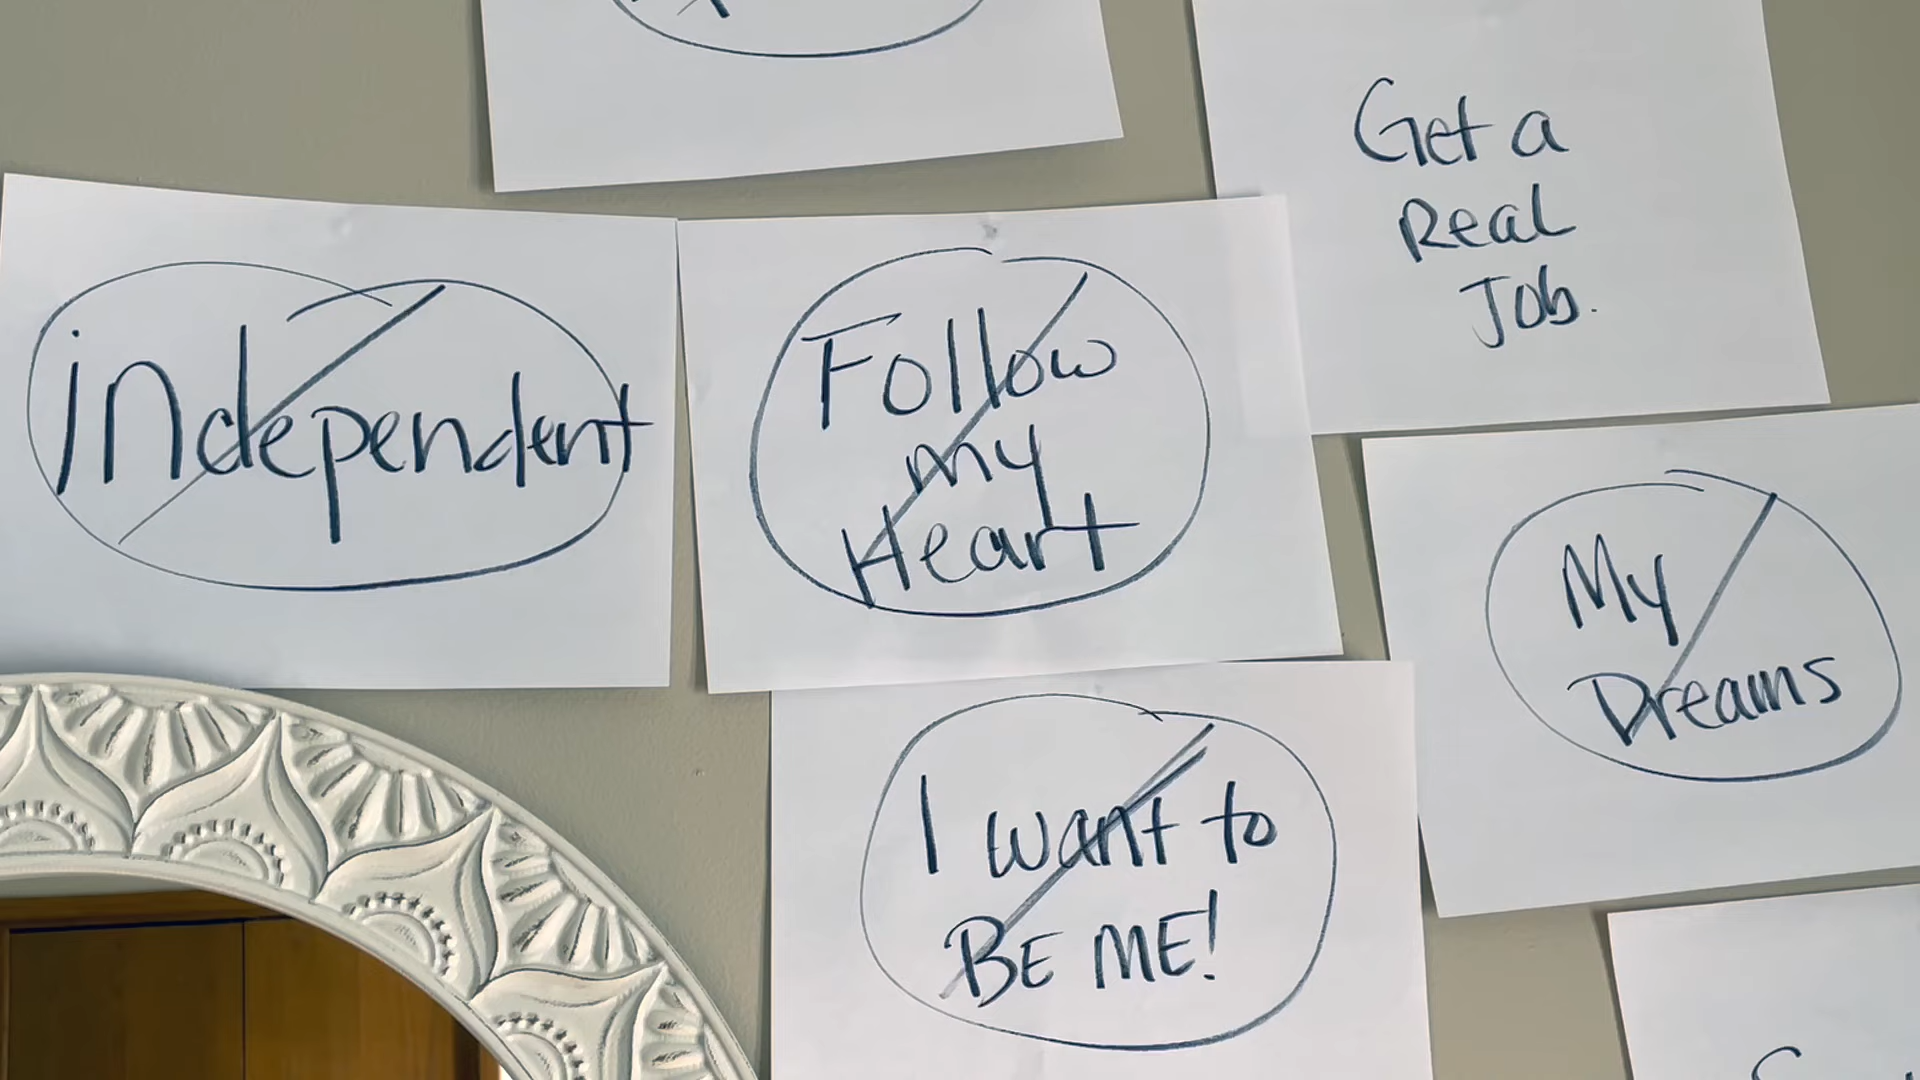 Get a
Real
Job.
independent
Follow
my
Heart
My
Dreams
I want to
BE ME!